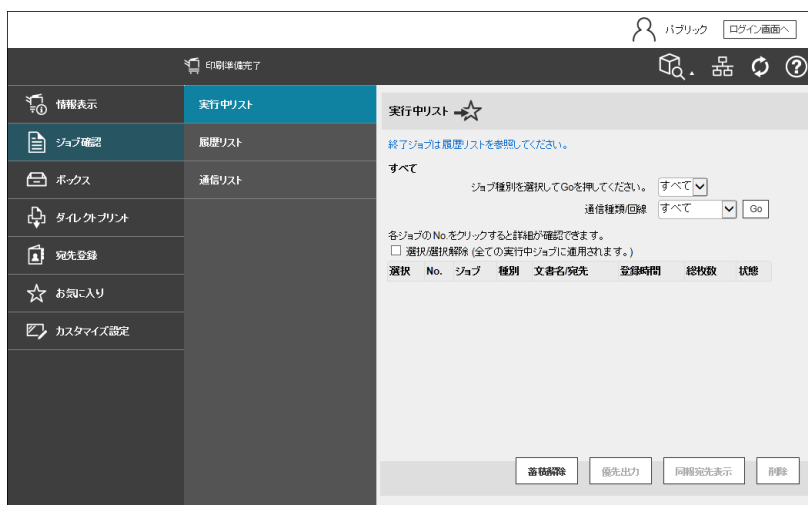 パブリック
ログイン画面へ
印刷準備完了
情報表示
ジョブ確認
ボックス
ダイレクトプリント
宛先登録
お気に入り
カスタマイズ設定
実行中リスト
履歴リスト
通信リスト
実行中リスト
終了ジョブは履歴リストを参照してください。
すべて
ジョブ種別を選択してGoを押してください。 すべて
通信種類/回線 すべて Go
各ジョブのNo.をクリックすると詳細が確認できます。
選択/選択解除 (全ての実行中ジョブに適用されます。)
選択 No. ジョブ 種別 文書名/宛先 登録時間 総枚数 状態
蓄積解除 優先出力 同報宛先表示 削除